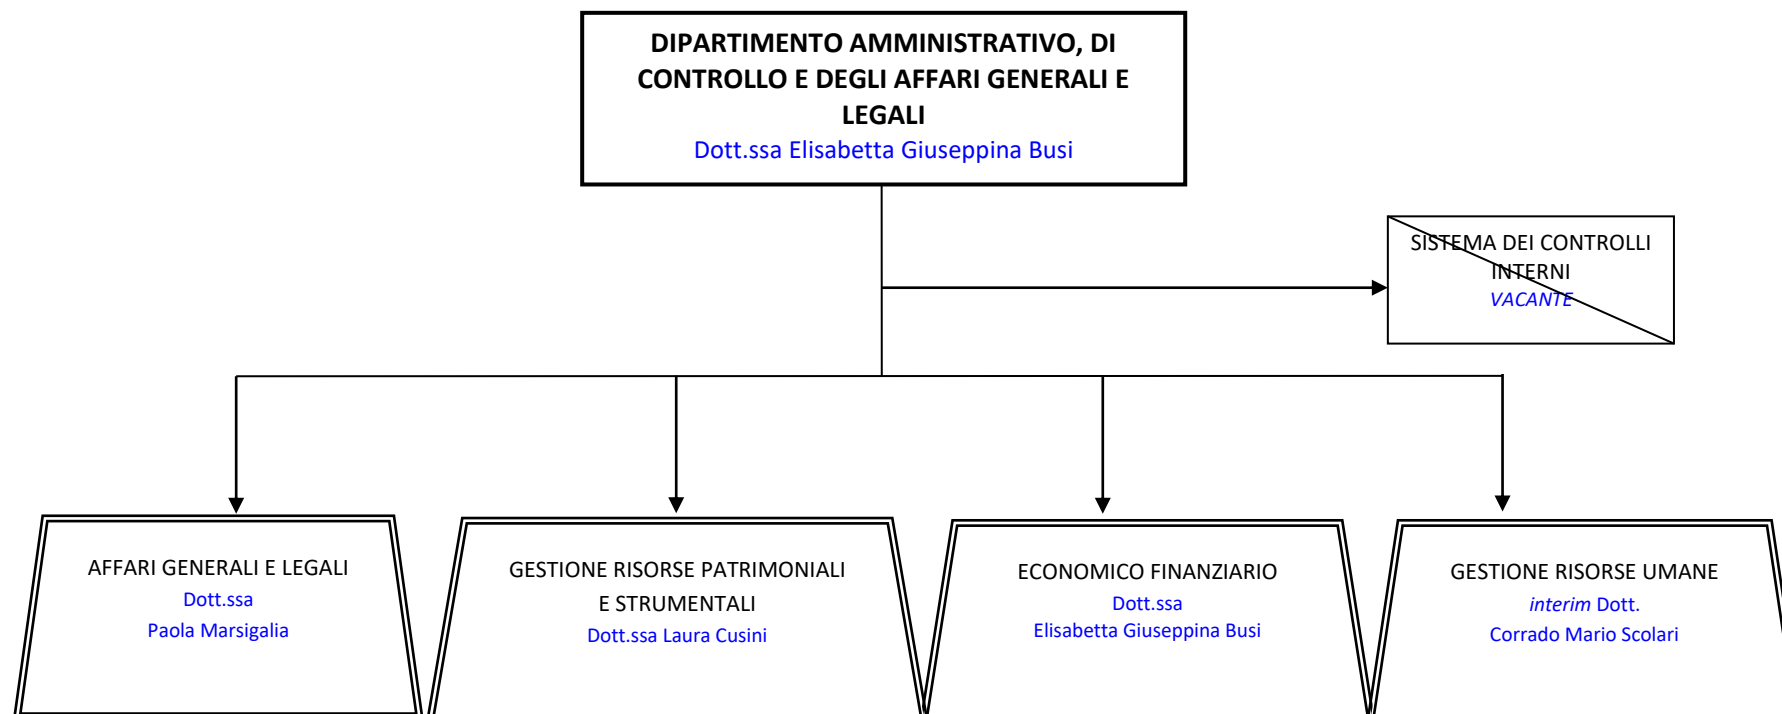 DIPARTIMENTO AMMINISTRATIVO, DI
CONTROLLO E DEGLI AFFARI GENERALI E
LEGALI
Dott.ssa Elisabetta Giuseppina Busi
SISTEMA DEI CONTROLLI
INTERNI
VACANTE
AFFARI GENERALI E LEGALI
Dott.ssa
Paola Marsigalia
GESTIONE RISORSE PATRIMONIALI
E STRUMENTALI
Dott.ssa Laura Cusini
ECONOMICO FINANZIARIO
Dott.ssa
Elisabetta Giuseppina Busi
GESTIONE RISORSE UMANE
interim Dott.
Corrado Mario Scolari